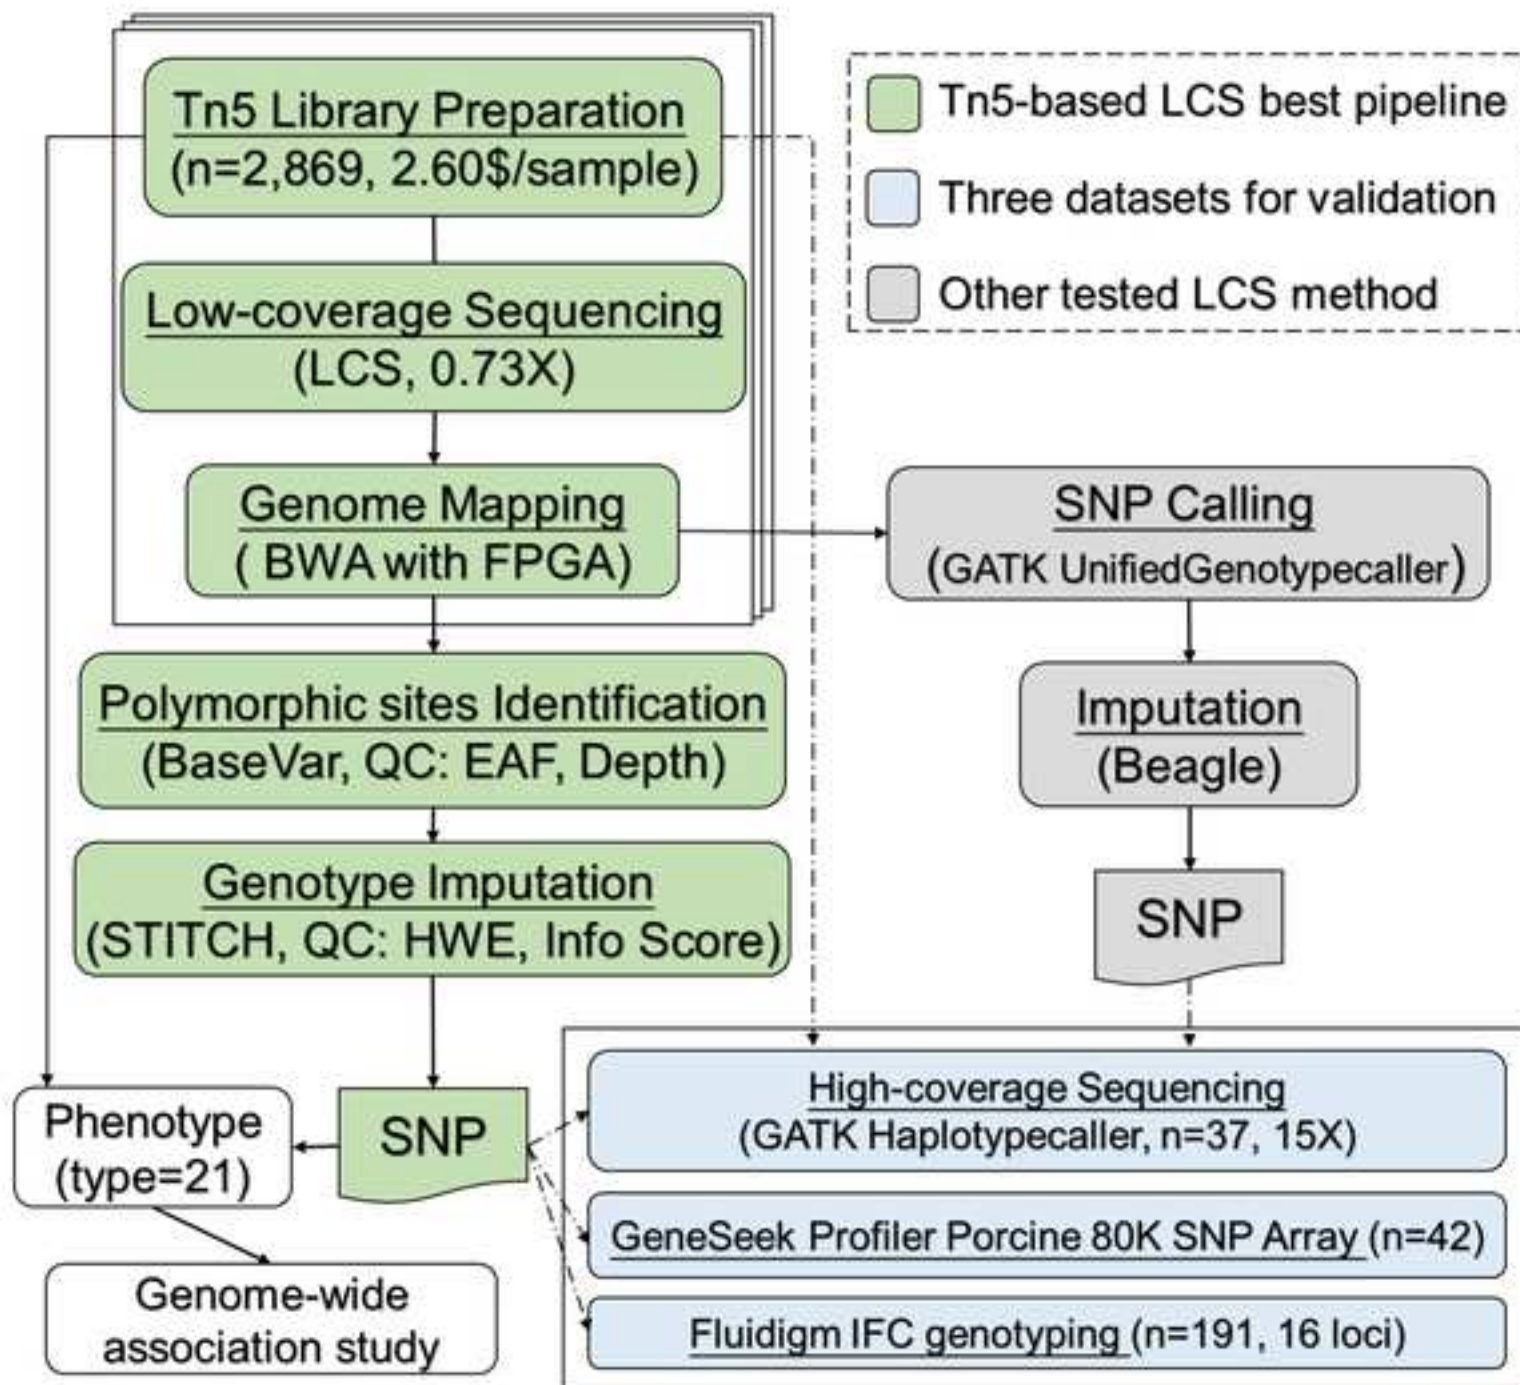 Tn5 Library Preparation
(n=2,869, 2.60$/sample)
Low-coverage Sequencing
(LCS, 0.73X)
Genome Mapping
( BWA with FPGA)
Polymorphic sites Identification
(BaseVar, QC: EAF, Depth)
Genotype Imputation
(STITCH, QC: HWE, Info Score)
SNP
Phenotype
(type=21)
Genome-wide
association study
Tn5-based LCS best pipeline
Three datasets for validation
Other tested LCS method
SNP Calling
(GATK UnifiedGenotypecaller)
Imputation
(Beagle)
SNP
High-coverage Sequencing
(GATK Haplotypecaller, n=37, 15X)
GeneSeek Profiler Porcine 80K SNP Array (n=42)
Fluidigm IFC genotyping (n=191, 16 loci)